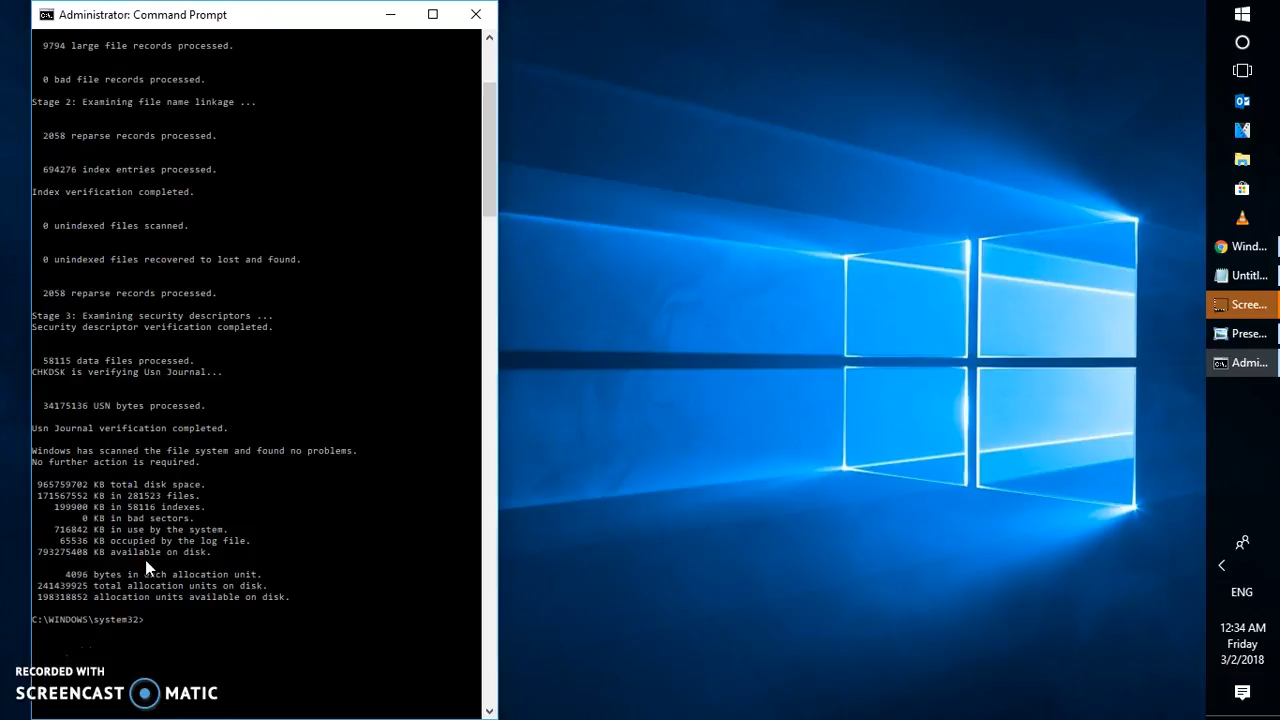 Administrator: Command Prompt
9794 large file records processed.
0 bad file records processed.
Stage 2: Examining file name linkage ...
2058 reparse records processed.
694276 index entries processed.
Index verification completed.
0 unindexed files scanned.
0 unindexed files recovered to lost and found.
2058 reparse records processed.
Stage 3: Examining security descriptors ...
Security descriptor verification completed.
58115 data files processed.
CHKDSK is verifying Usn Journal...
34175136 USN bytes processed.
Usn Journal verification completed.
Windows has scanned the file system and found no problems.
No further action is required.
965759702 KB total disk space.
171567552 KB in 281523 files.
199900 KB in 58116 indexes.
0 KB in bad sectors.
716842 KB in use by the system.
65536 KB occupied by the log file.
793275408 KB available on disk.
4096 bytes in each allocation unit.
241439925 total allocation units on disk.
198318852 allocation units available on disk.
C:\WINDOWS\system32>
RECORDED WITH
SCREENCAST MATIC
Wind...
Untitl...
Scree...
Prese...
Admi...
ENG
12:34 AM
Friday
3/2/2018